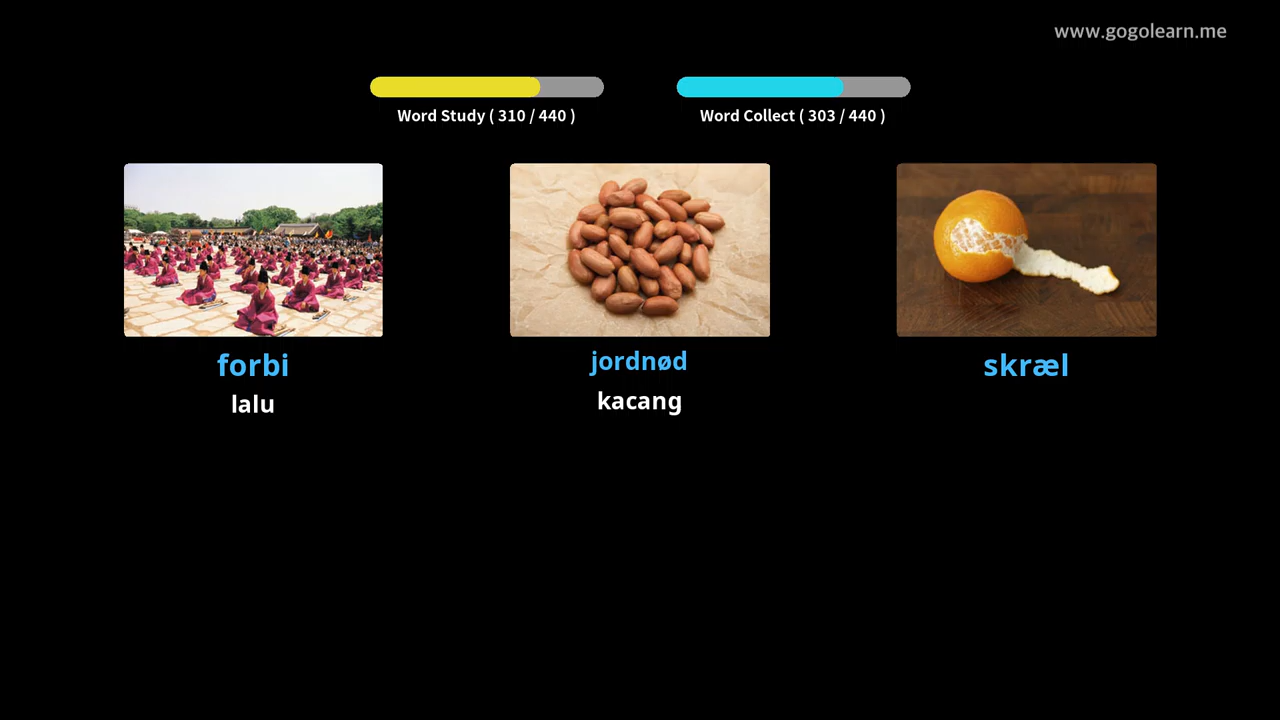 www.gogolearn.me
Word Study ( 310 / 440 )
Word Collect ( 303 / 440 )
forbi
lalu
jordnød
kacang
skræl